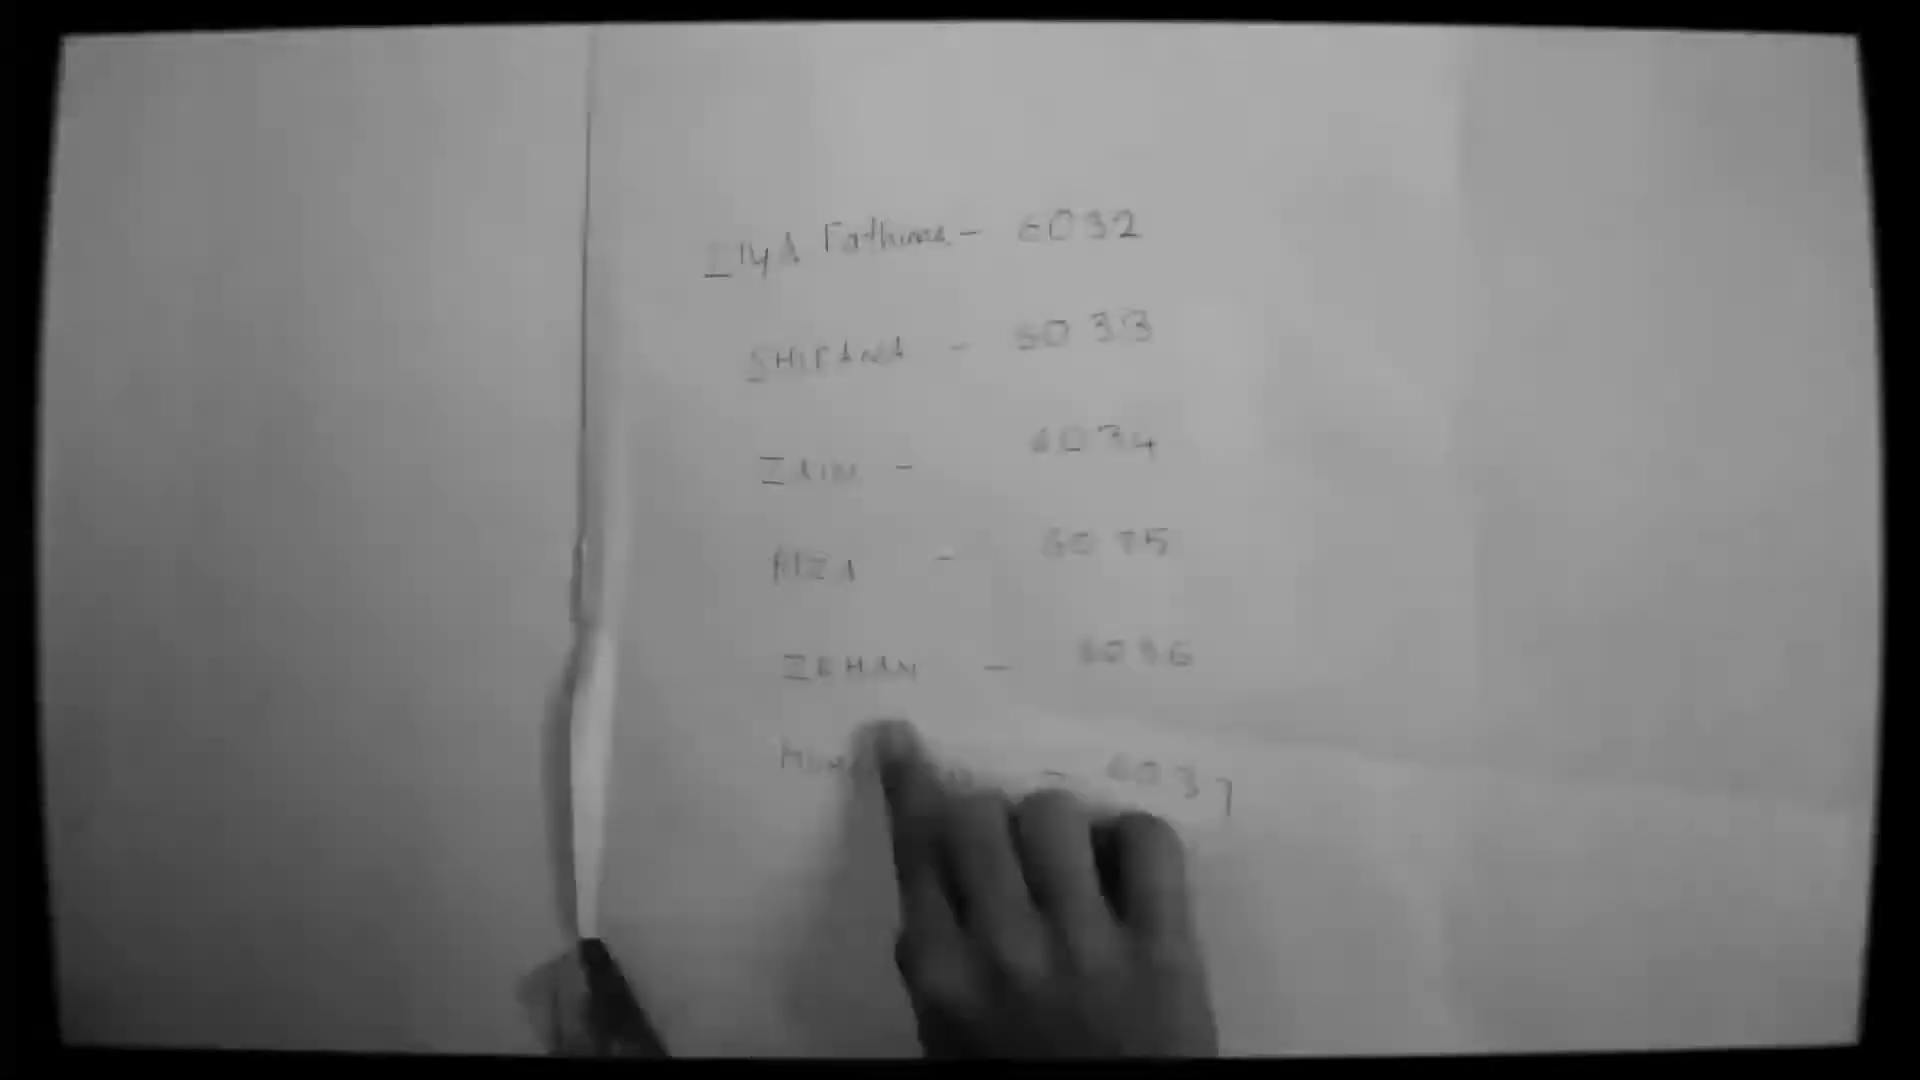 Fathima - 6032
SHIFANA - 6033
ZAIN - 6034
RIZA - 6035
ZEHAN - 6036
- 6037